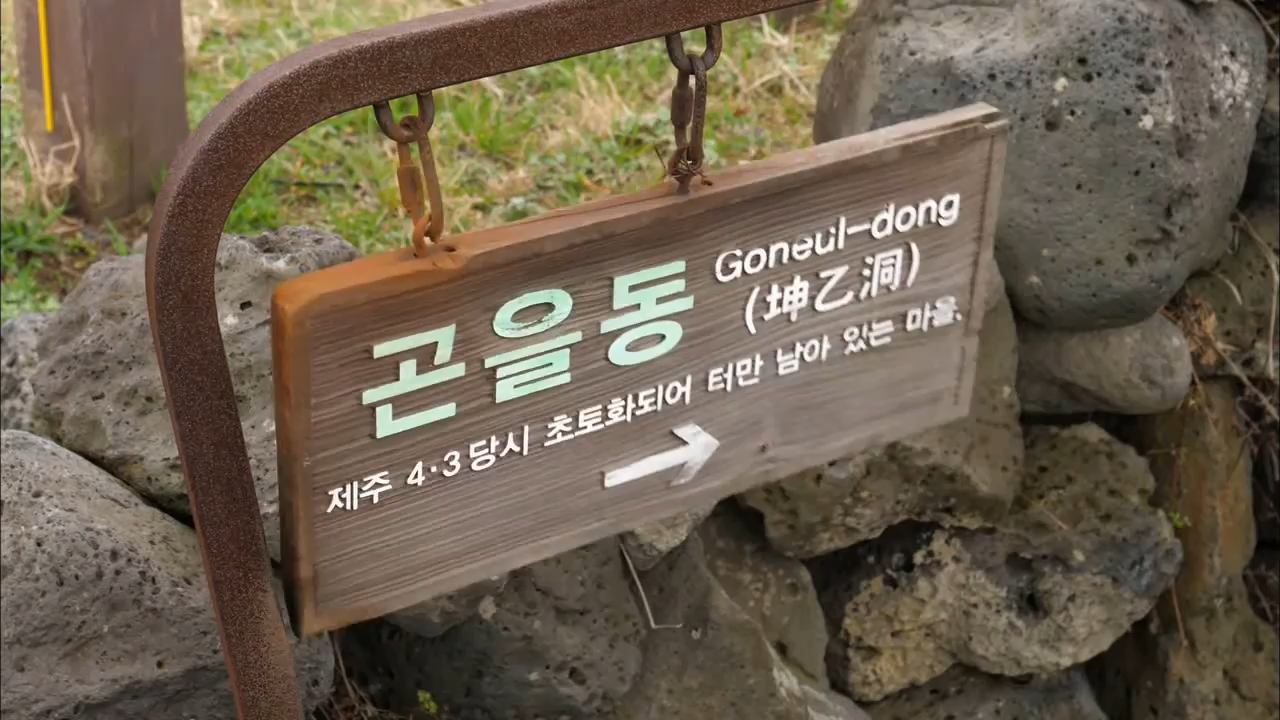 곤을동
Goneul-dong
(坤乙洞)
제주 4·3당시 초토화되어 터만 남아 있는 마을.